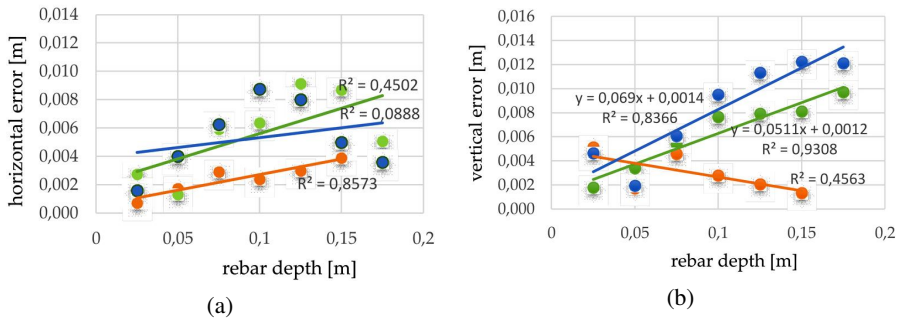 0,014
0,012
0,010
0,008
0,006
0,004
0,002
0,000
horizontal error [m]
R² = 0,4502
R² = 0,0888
R² = 0,8573
0
0,05
0,1
0,15
0,2
rebar depth [m]
(a)
0,016
0,014
0,012
0,010
0,008
0,006
0,004
0,002
0,000
vertical error [m]
y = 0,069x + 0,0014
R² = 0,8366
y = 0,0511x + 0,0012
R² = 0,9308
R² = 0,4563
0
0,05
0,1
0,15
0,2
rebar depth [m]
(b)